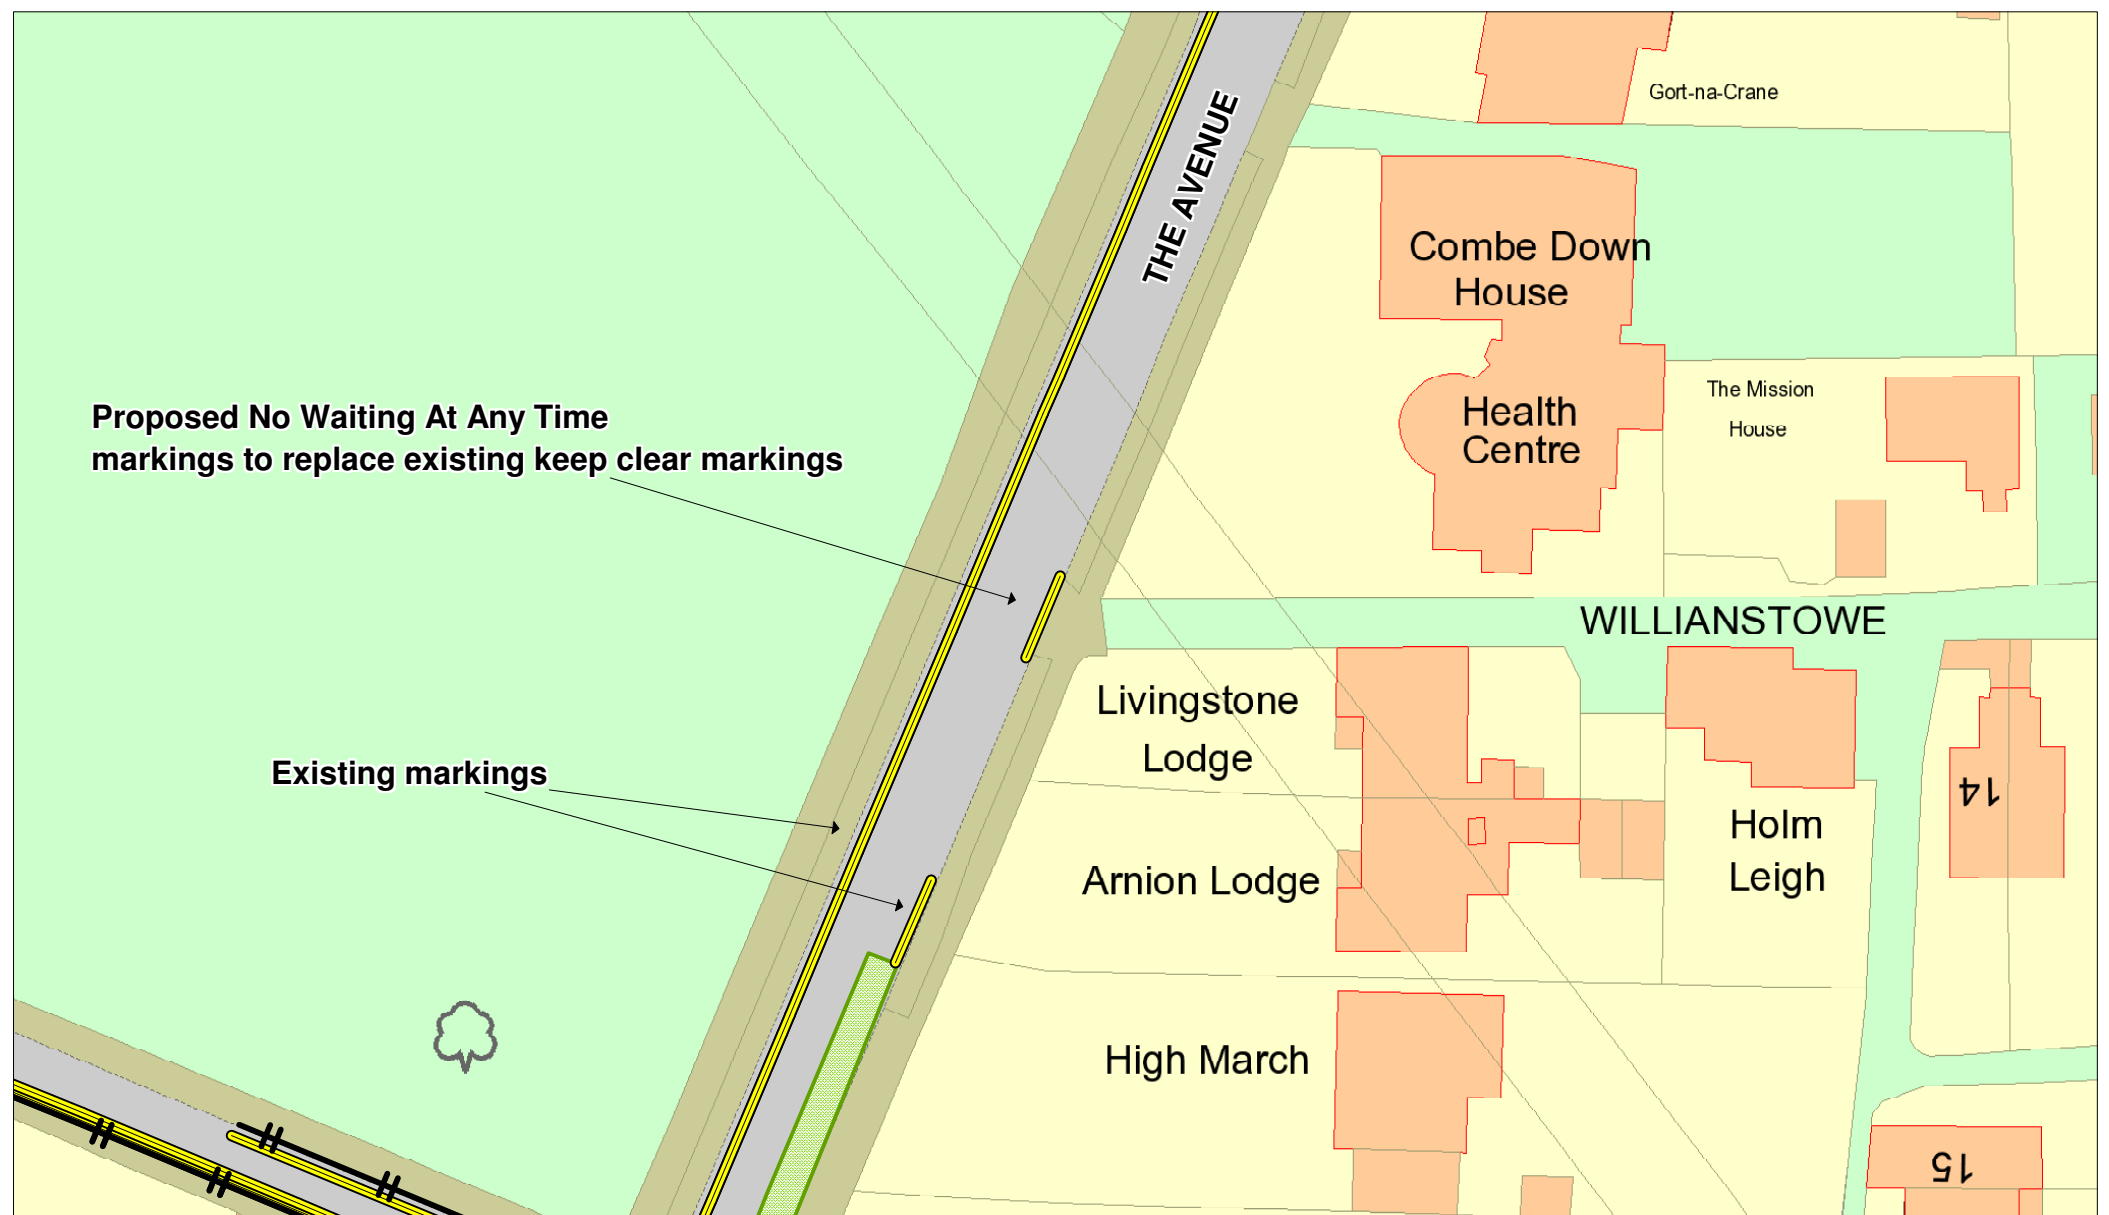 Gort-na-Crane
THE AVENUE
Combe Down
House
Proposed No Waiting At Any Time
markings to replace existing keep clear markings
Health
Centre
The Mission
House
WILLIANSTOWE
Livingstone
Lodge
Existing markings
14
Holm
Leigh
Arnion Lodge
High March
15